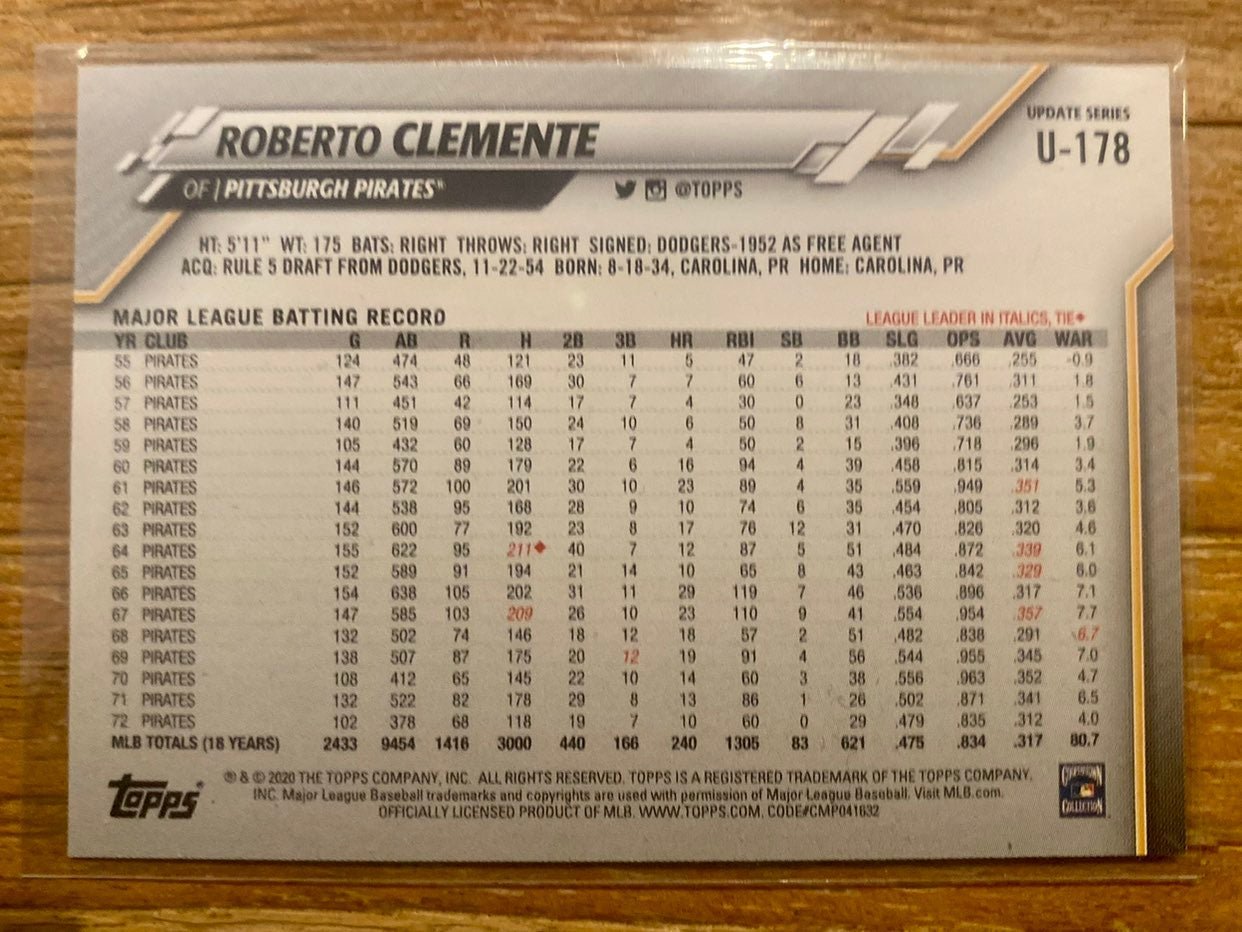 ROBERTO CLEMENTE
UPDATE SERIES
U-178
OF | PITTSBURGH PIRATES
@TOPPS
HT: 5'11" WT: 175 BATS: RIGHT THROWS: RIGHT SIGNED: DODGERS-1952 AS FREE AGENT
ACQ: RULE 5 DRAFT FROM DODGERS, 11-22-54 BORN: 8-18-34, CAROLINA, PR HOME: CAROLINA, PR
MAJOR LEAGUE BATTING RECORD LEAGUE LEADER IN ITALICS, TIE◆
YR CLUB G AB R H 2B 3B HR RBI SB BB SLG OPS AVG WAR
55 PIRATES 124 474 48 121 23 11 5 47 2 18 .382 .666 .255 -0.9
56 PIRATES 147 543 66 169 30 7 7 60 6 13 .431 .761 .311 1.8
57 PIRATES 111 451 42 114 17 7 4 30 0 23 .348 .637 .253 1.5
58 PIRATES 140 519 69 150 24 10 6 50 8 31 .408 .736 .289 3.7
59 PIRATES 105 432 60 128 17 7 4 50 2 15 .396 .718 .296 1.9
60 PIRATES 144 570 89 179 22 6 16 94 4 39 .458 .815 .314 3.4
61 PIRATES 146 572 100 201 30 10 23 89 4 35 .559 .949 .351 5.3
62 PIRATES 144 538 95 168 28 9 10 74 6 35 .454 .805 .312 3.6
63 PIRATES 152 600 77 192 23 8 17 76 12 31 .470 .826 .320 4.6
64 PIRATES 155 622 95 211◆ 40 7 12 87 5 51 .484 .872 .339 6.1
65 PIRATES 152 589 91 194 21 14 10 65 8 43 .463 .842 .329 6.0
66 PIRATES 154 638 105 202 31 11 29 119 7 46 .536 .896 .317 7.1
67 PIRATES 147 585 103 209 26 10 23 110 9 41 .554 .954 .357 7.7
68 PIRATES 132 502 74 146 18 12 18 57 2 51 .482 .838 .291 6.7
69 PIRATES 138 507 87 175 20 12 19 91 4 56 .544 .955 .345 7.0
70 PIRATES 108 412 65 145 22 10 14 60 3 38 .556 .963 .352 4.7
71 PIRATES 132 522 82 178 29 8 13 86 1 26 .502 .871 .341 6.5
72 PIRATES 102 378 68 118 19 7 10 60 0 29 .479 .835 .312 4.0
MLB TOTALS (18 YEARS) 2433 9454 1416 3000 440 166 240 1305 83 621 .475 .834 .317 80.7
topps®
® & © 2020 THE TOPPS COMPANY, INC. ALL RIGHTS RESERVED. TOPPS IS A REGISTERED TRADEMARK OF THE TOPPS COMPANY,
INC. Major League Baseball trademarks and copyrights are used with permission of Major League Baseball. Visit MLB.com.
OFFICIALLY LICENSED PRODUCT OF MLB. WWW.TOPPS.COM. CODE#CMP041632
COOPERSTOWN
COLLECTION